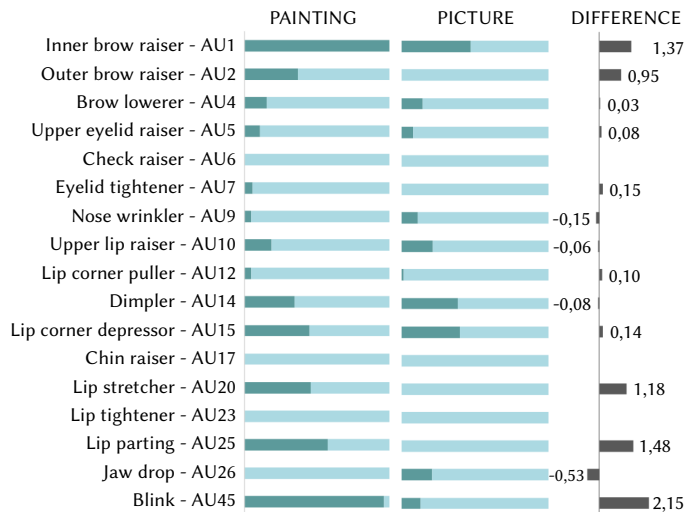 PAINTING PICTURE DIFFERENCE
Inner brow raiser - AU1 1,37
Outer brow raiser - AU2 0,95
Brow lowerer - AU4 0,03
Upper eyelid raiser - AU5 0,08
Check raiser - AU6
Eyelid tightener - AU7 0,15
Nose wrinkler - AU9 -0,15
Upper lip raiser - AU10 -0,06
Lip corner puller - AU12 0,10
Dimpler - AU14 -0,08
Lip corner depressor - AU15 0,14
Chin raiser - AU17
Lip stretcher - AU20 1,18
Lip tightener - AU23
Lip parting - AU25 1,48
Jaw drop - AU26 -0,53
Blink - AU45 2,15